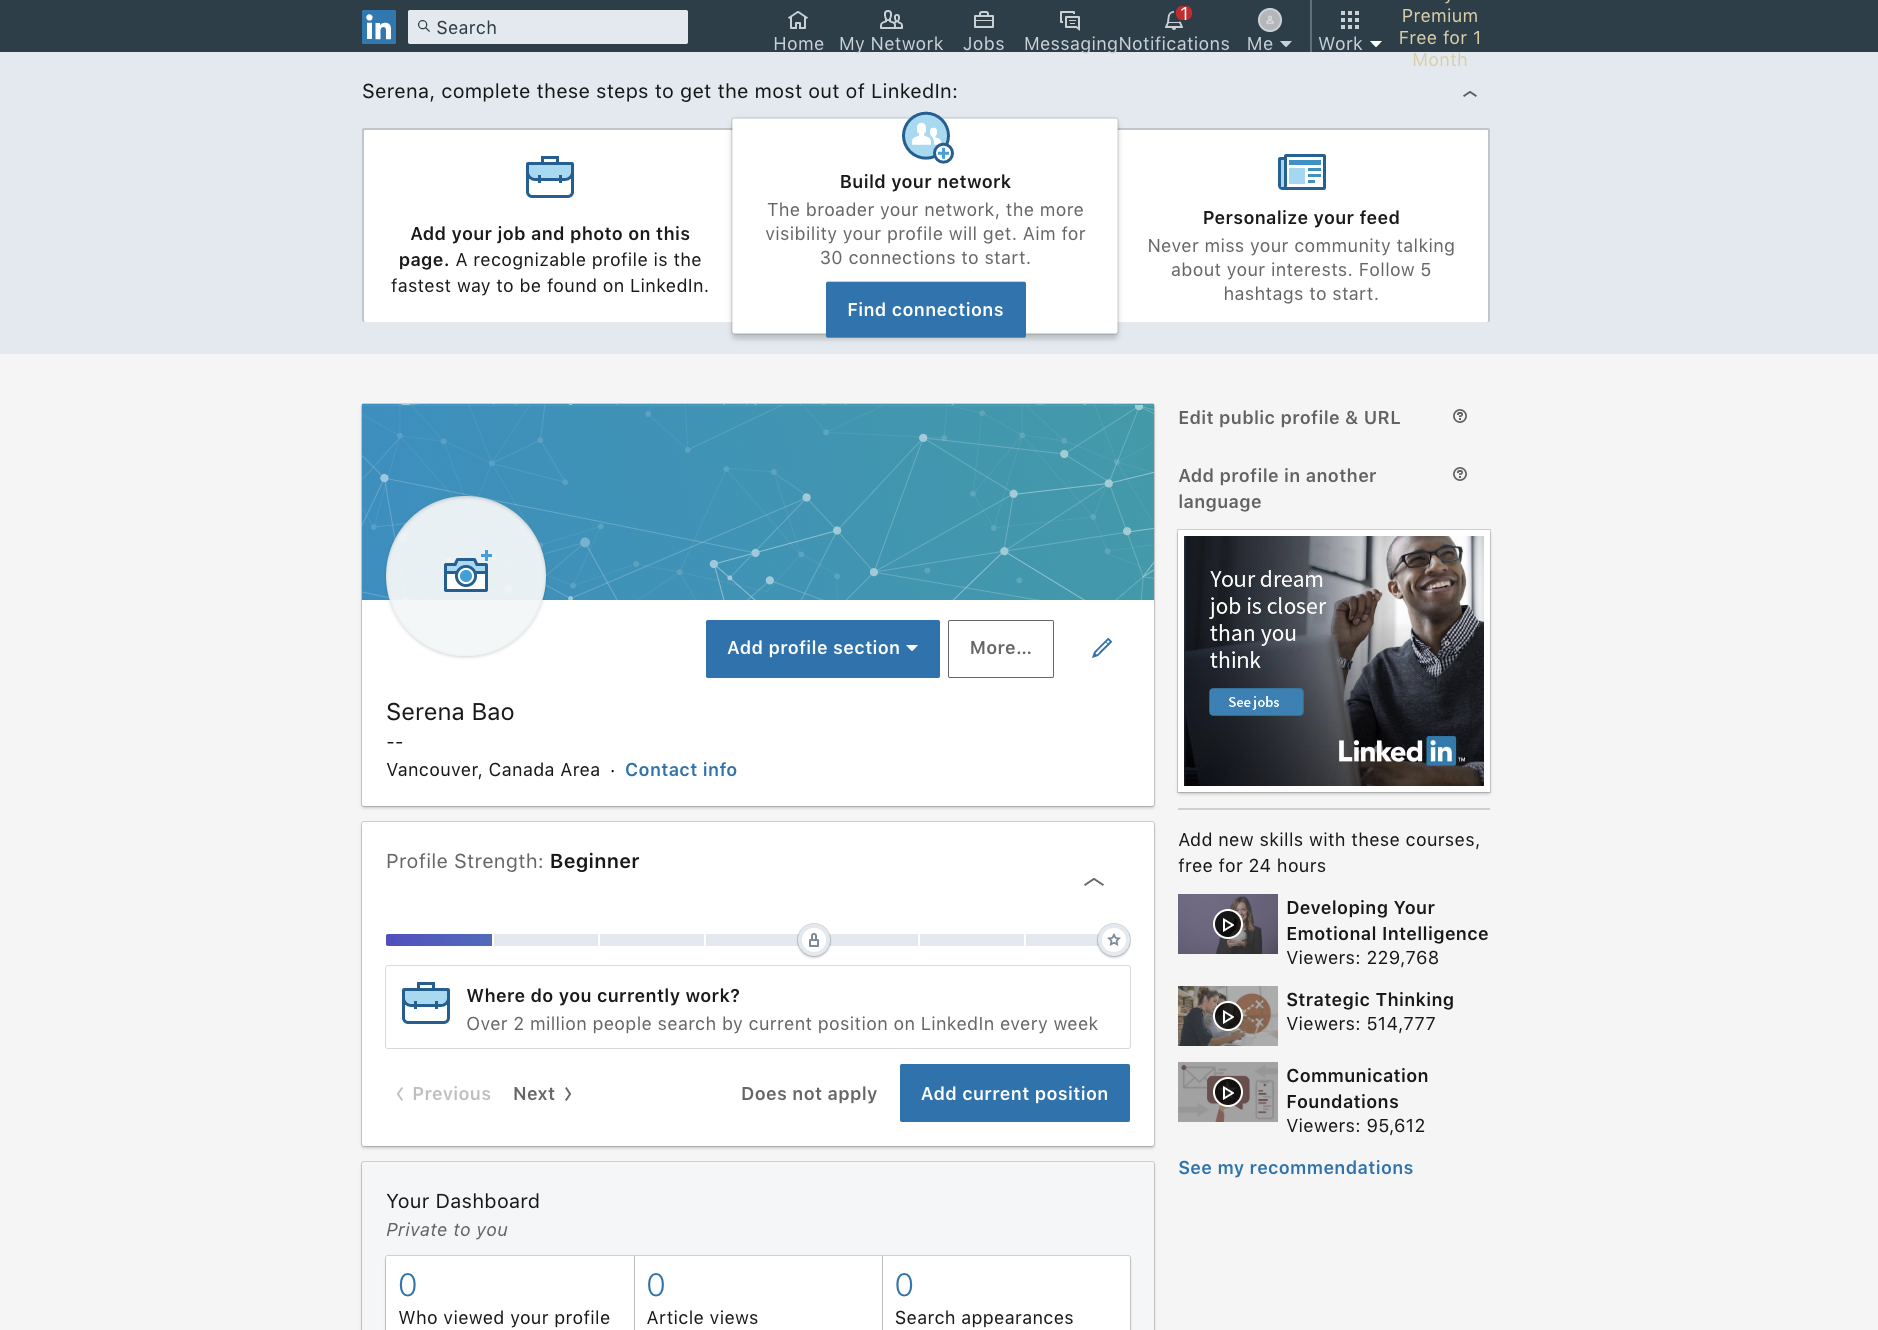 in
Search
Home
My Network
Jobs
Messaging
1
Notifications
Me
Work
Premium
Free for 1
Month
Serena, complete these steps to get the most out of LinkedIn:
Add your job and photo on this
page. A recognizable profile is the
fastest way to be found on LinkedIn.
Build your network
The broader your network, the more
visibility your profile will get. Aim for
30 connections to start.
Find connections
Personalize your feed
Never miss your community talking
about your interests. Follow 5
hashtags to start.
Add profile section
More...
Serena Bao
--
Vancouver, Canada Area · Contact info
Profile Strength: Beginner
Where do you currently work?
Over 2 million people search by current position on LinkedIn every week
Previous
Next
Does not apply
Add current position
Your Dashboard
Private to you
0
Who viewed your profile
0
Article views
0
Search appearances
Edit public profile & URL
Add profile in another
language
Your dream
job is closer
than you
think
See jobs
Linked in TM
Add new skills with these courses,
free for 24 hours
Developing Your
Emotional Intelligence
Viewers: 229,768
Strategic Thinking
Viewers: 514,777
Communication
Foundations
Viewers: 95,612
See my recommendations